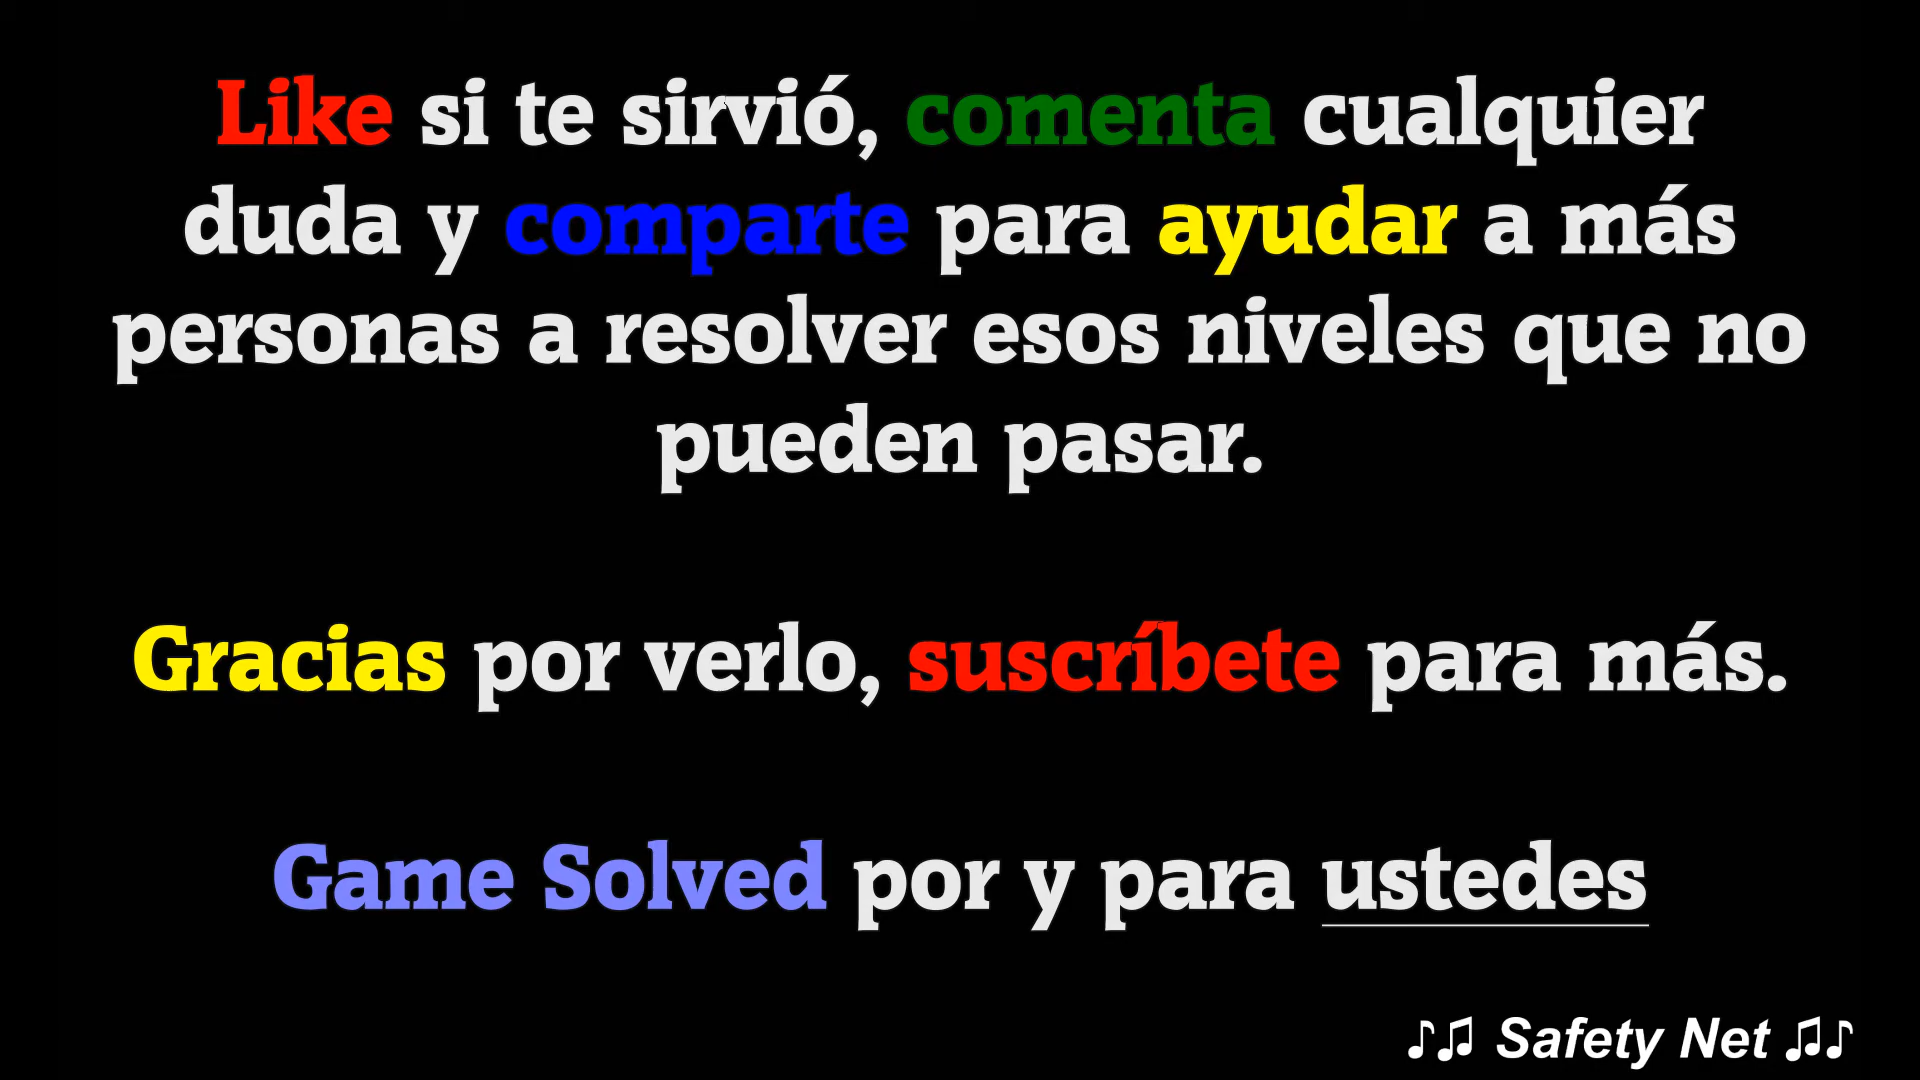 Like si te sirvió, comenta cualquier
duda y comparte para ayudar a más
personas a resolver esos niveles que no
pueden pasar.
Gracias por verlo, suscríbete para más.
Game Solved por y para ustedes
♪♫ Safety Net ♫♪